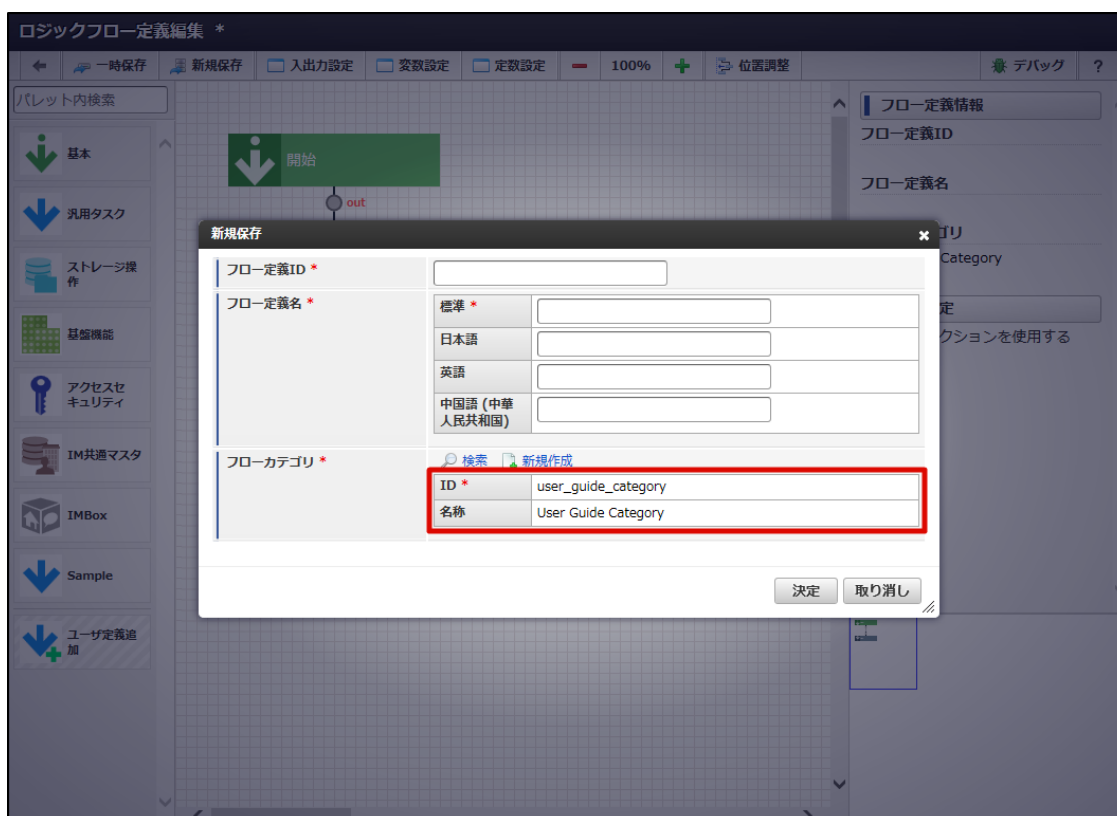 ロジックフロー定義編集 *
一時保存 新規保存 入出力設定 変数設定 定数設定 100% 位置調整 デバッグ ?
パレット内検索
基本
汎用タスク
ストレージ操
作
基盤機能
アクセスセ
キュリティ
IM共通マスタ
IMBox
Sample
ユーザ定義追
加
開始
out
フロー定義情報
フロー定義ID
フロー定義名
ゴリ
Category
定
クションを使用する
新規保存
フロー定義ID *
フロー定義名 *
標準 *
日本語
英語
中国語 (中華
人民共和国)
フローカテゴリ *
検索 新規作成
ID * user_guide_category
名称 User Guide Category
決定 取り消し